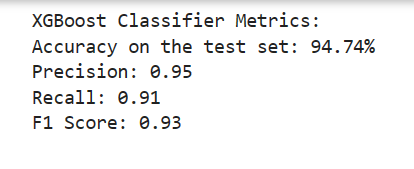 XGBoost Classifier Metrics:
Accuracy on the test set: 94.74%
Precision: 0.95
Recall: 0.91
F1 Score: 0.93